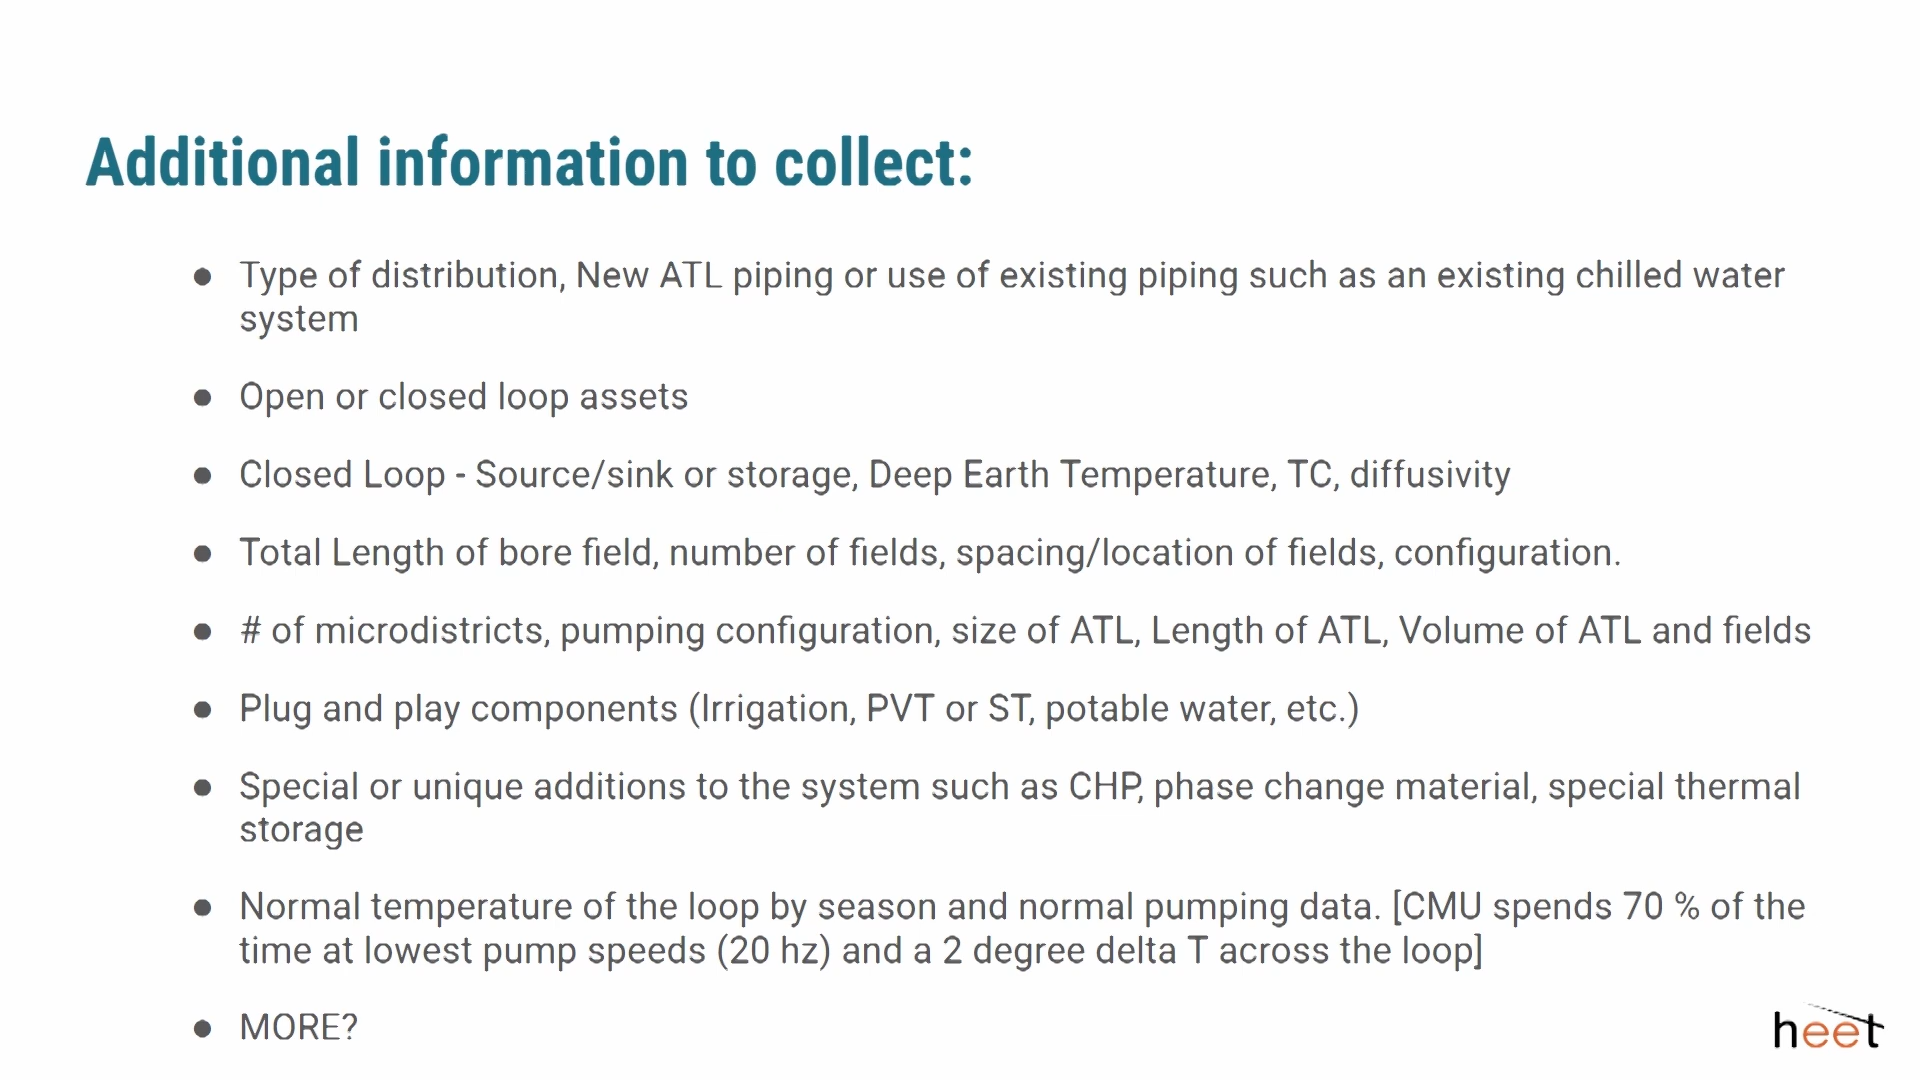 Additional information to collect:
● Type of distribution, New ATL piping or use of existing piping such as an existing chilled water
system
● Open or closed loop assets
● Closed Loop - Source/sink or storage, Deep Earth Temperature, TC, diffusivity
● Total Length of bore field, number of fields, spacing/location of fields, configuration.
● # of microdistricts, pumping configuration, size of ATL, Length of ATL, Volume of ATL and fields
● Plug and play components (Irrigation, PVT or ST, potable water, etc.)
● Special or unique additions to the system such as CHP, phase change material, special thermal
storage
● Normal temperature of the loop by season and normal pumping data. [CMU spends 70 % of the
time at lowest pump speeds (20 hz) and a 2 degree delta T across the loop]
● MORE?
heet